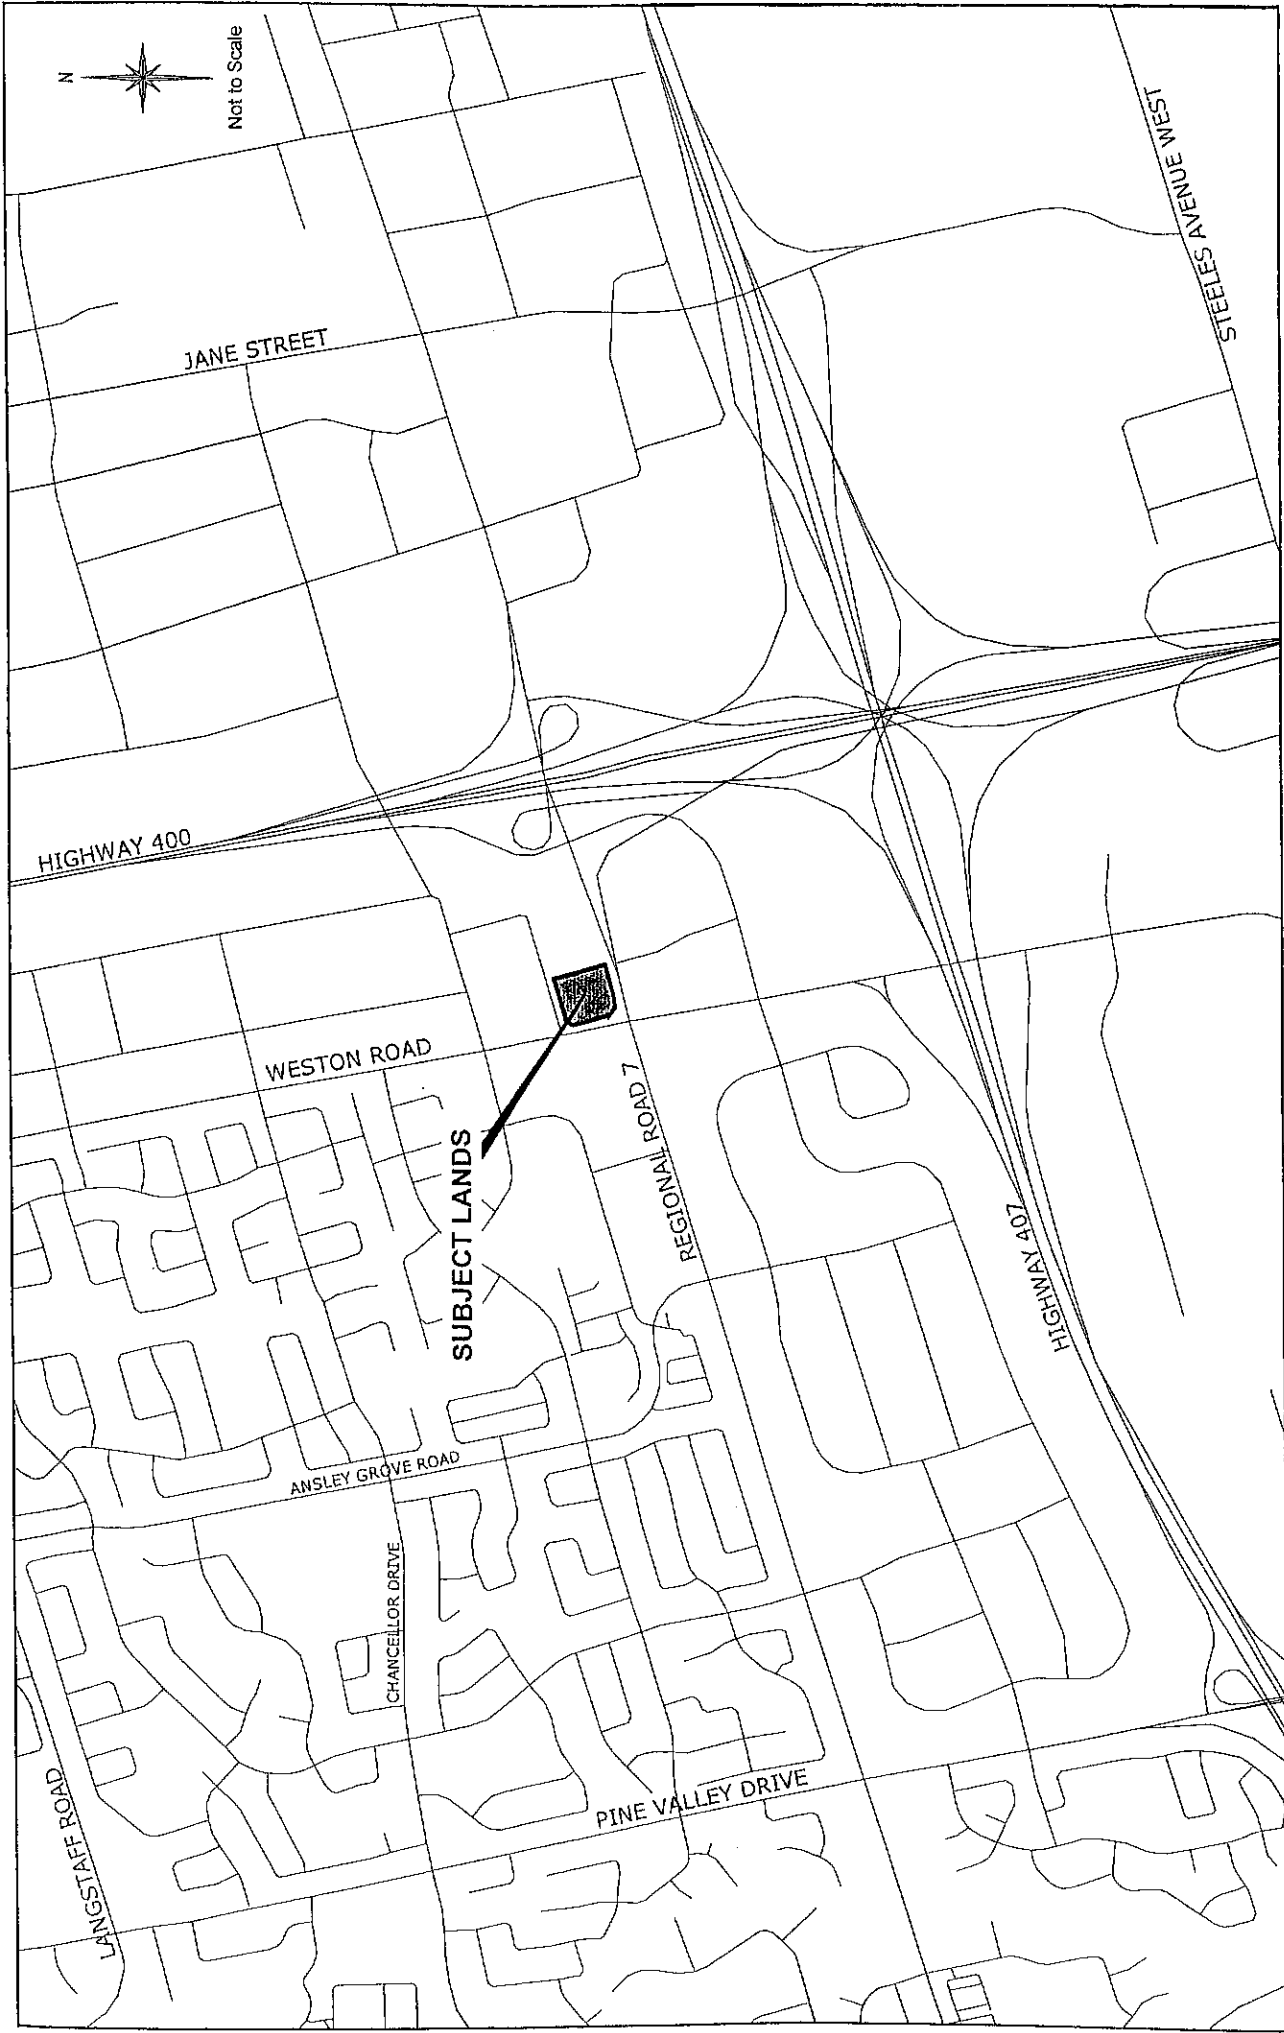 N
Not to Scale
JANE STREET
STEELES AVENUE WEST
HIGHWAY 400
WESTON ROAD
SUBJECT LANDS
REGIONAL ROAD 7
HIGHWAY 407
ANSLEY GROVE ROAD
CHANCELLOR DRIVE
PINE VALLEY DRIVE
LANGSTAFF ROAD